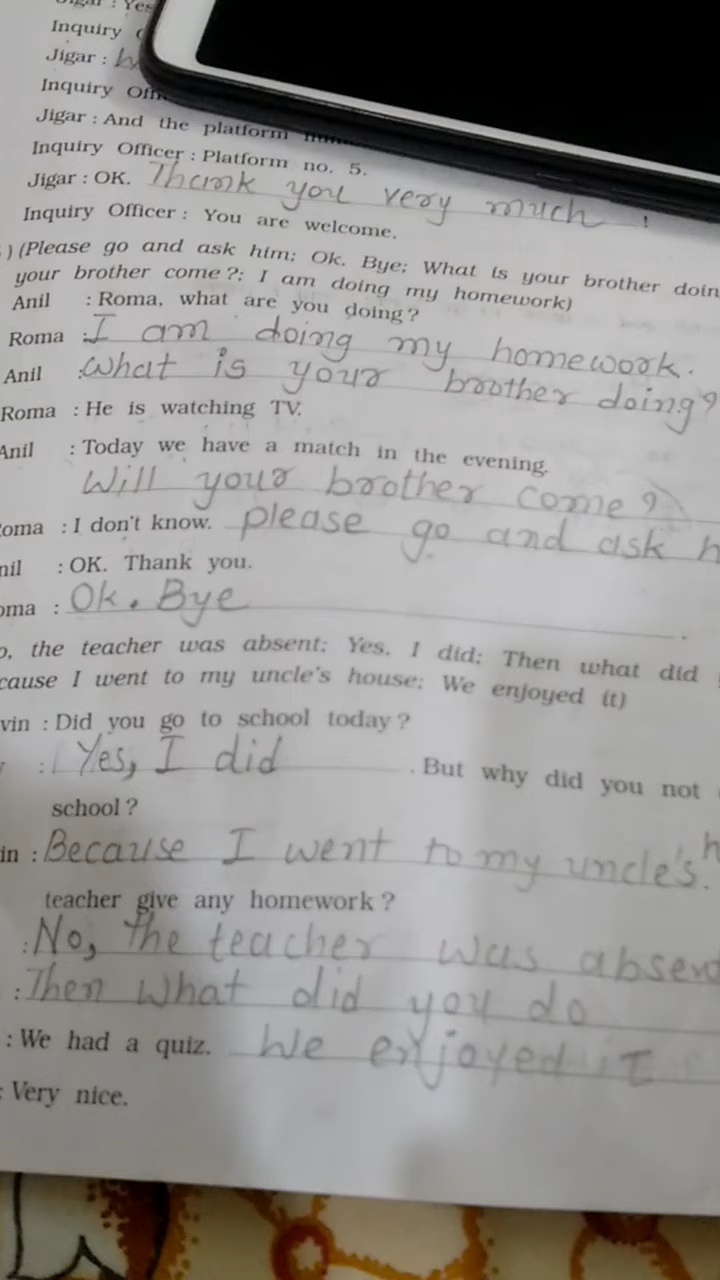 : Yes
Inquiry
Jigar :
Inquiry
Jigar : And the platform
Inquiry Officer : Platform no. 5.
Jigar : OK. Thank you very much !
Inquiry Officer : You are welcome.
) (Please go and ask him; Ok. Bye; What is your brother doin
your brother come?; I am doing my homework)
Anil : Roma, what are you doing?
Roma : I am doing my homework.
Anil : What is your brother doing?
Roma : He is watching TV.
Anil : Today we have a match in the evening.
Will your brother come?
oma : I don't know. please go and ask h
nil : OK. Thank you.
oma : Ok. Bye .
o, the teacher was absent; Yes, I did; Then what did
cause I went to my uncle's house; We enjoyed it)
vin : Did you go to school today?
: Yes, I did . But why did you not
school?
in : Because I went to my uncle's. h
teacher give any homework?
: No, the teacher was absent
: Then what did you do
: We had a quiz. We enjoyed it
: Very nice.